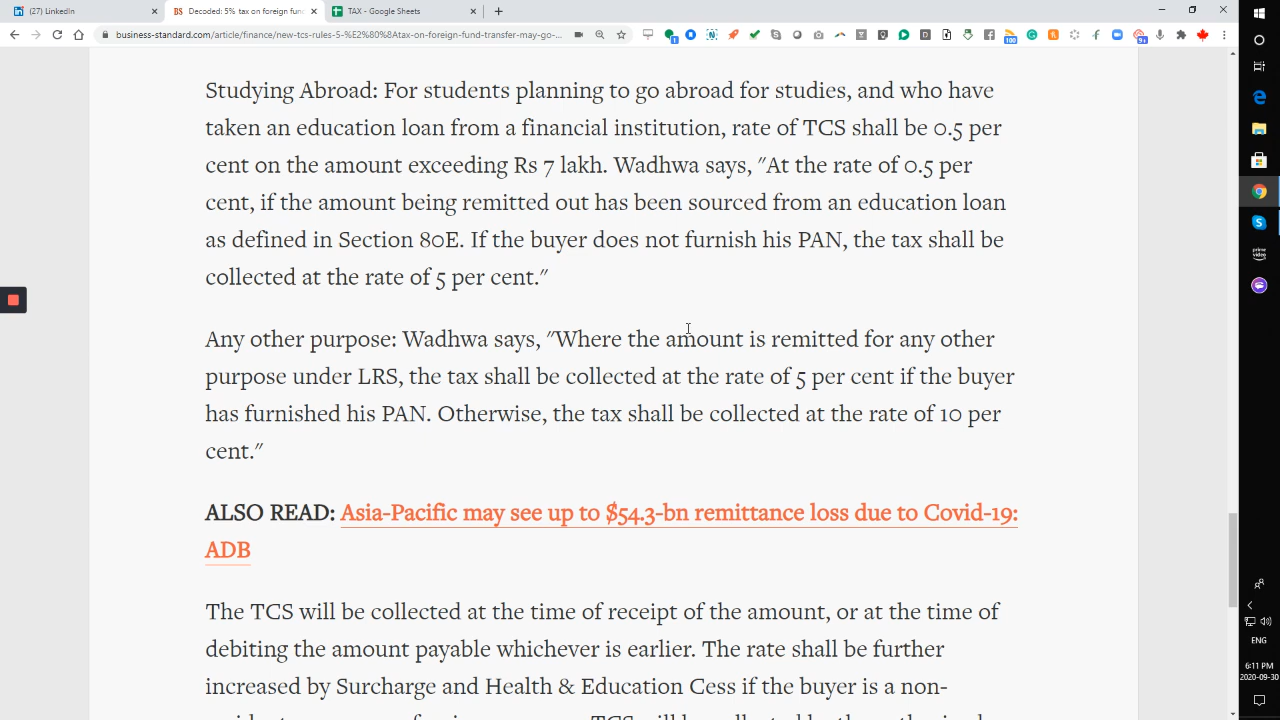 (27) LinkedIn
BS Decoded: 5% tax on foreign func
TAX - Google Sheets
business-standard.com/article/finance/new-tcs-rules-5-%E2%80%8Atax-on-foreign-fund-transfer-may-go-...
Studying Abroad: For students planning to go abroad for studies, and who have
taken an education loan from a financial institution, rate of TCS shall be 0.5 per
cent on the amount exceeding Rs 7 lakh. Wadhwa says, "At the rate of 0.5 per
cent, if the amount being remitted out has been sourced from an education loan
as defined in Section 80E. If the buyer does not furnish his PAN, the tax shall be
collected at the rate of 5 per cent."
Any other purpose: Wadhwa says, "Where the amount is remitted for any other
purpose under LRS, the tax shall be collected at the rate of 5 per cent if the buyer
has furnished his PAN. Otherwise, the tax shall be collected at the rate of 10 per
cent."
ALSO READ: Asia-Pacific may see up to $54.3-bn remittance loss due to Covid-19:
ADB
The TCS will be collected at the time of receipt of the amount, or at the time of
debiting the amount payable whichever is earlier. The rate shall be further
increased by Surcharge and Health & Education Cess if the buyer is a non-
prime video
ENG
6:11 PM
2020-09-30